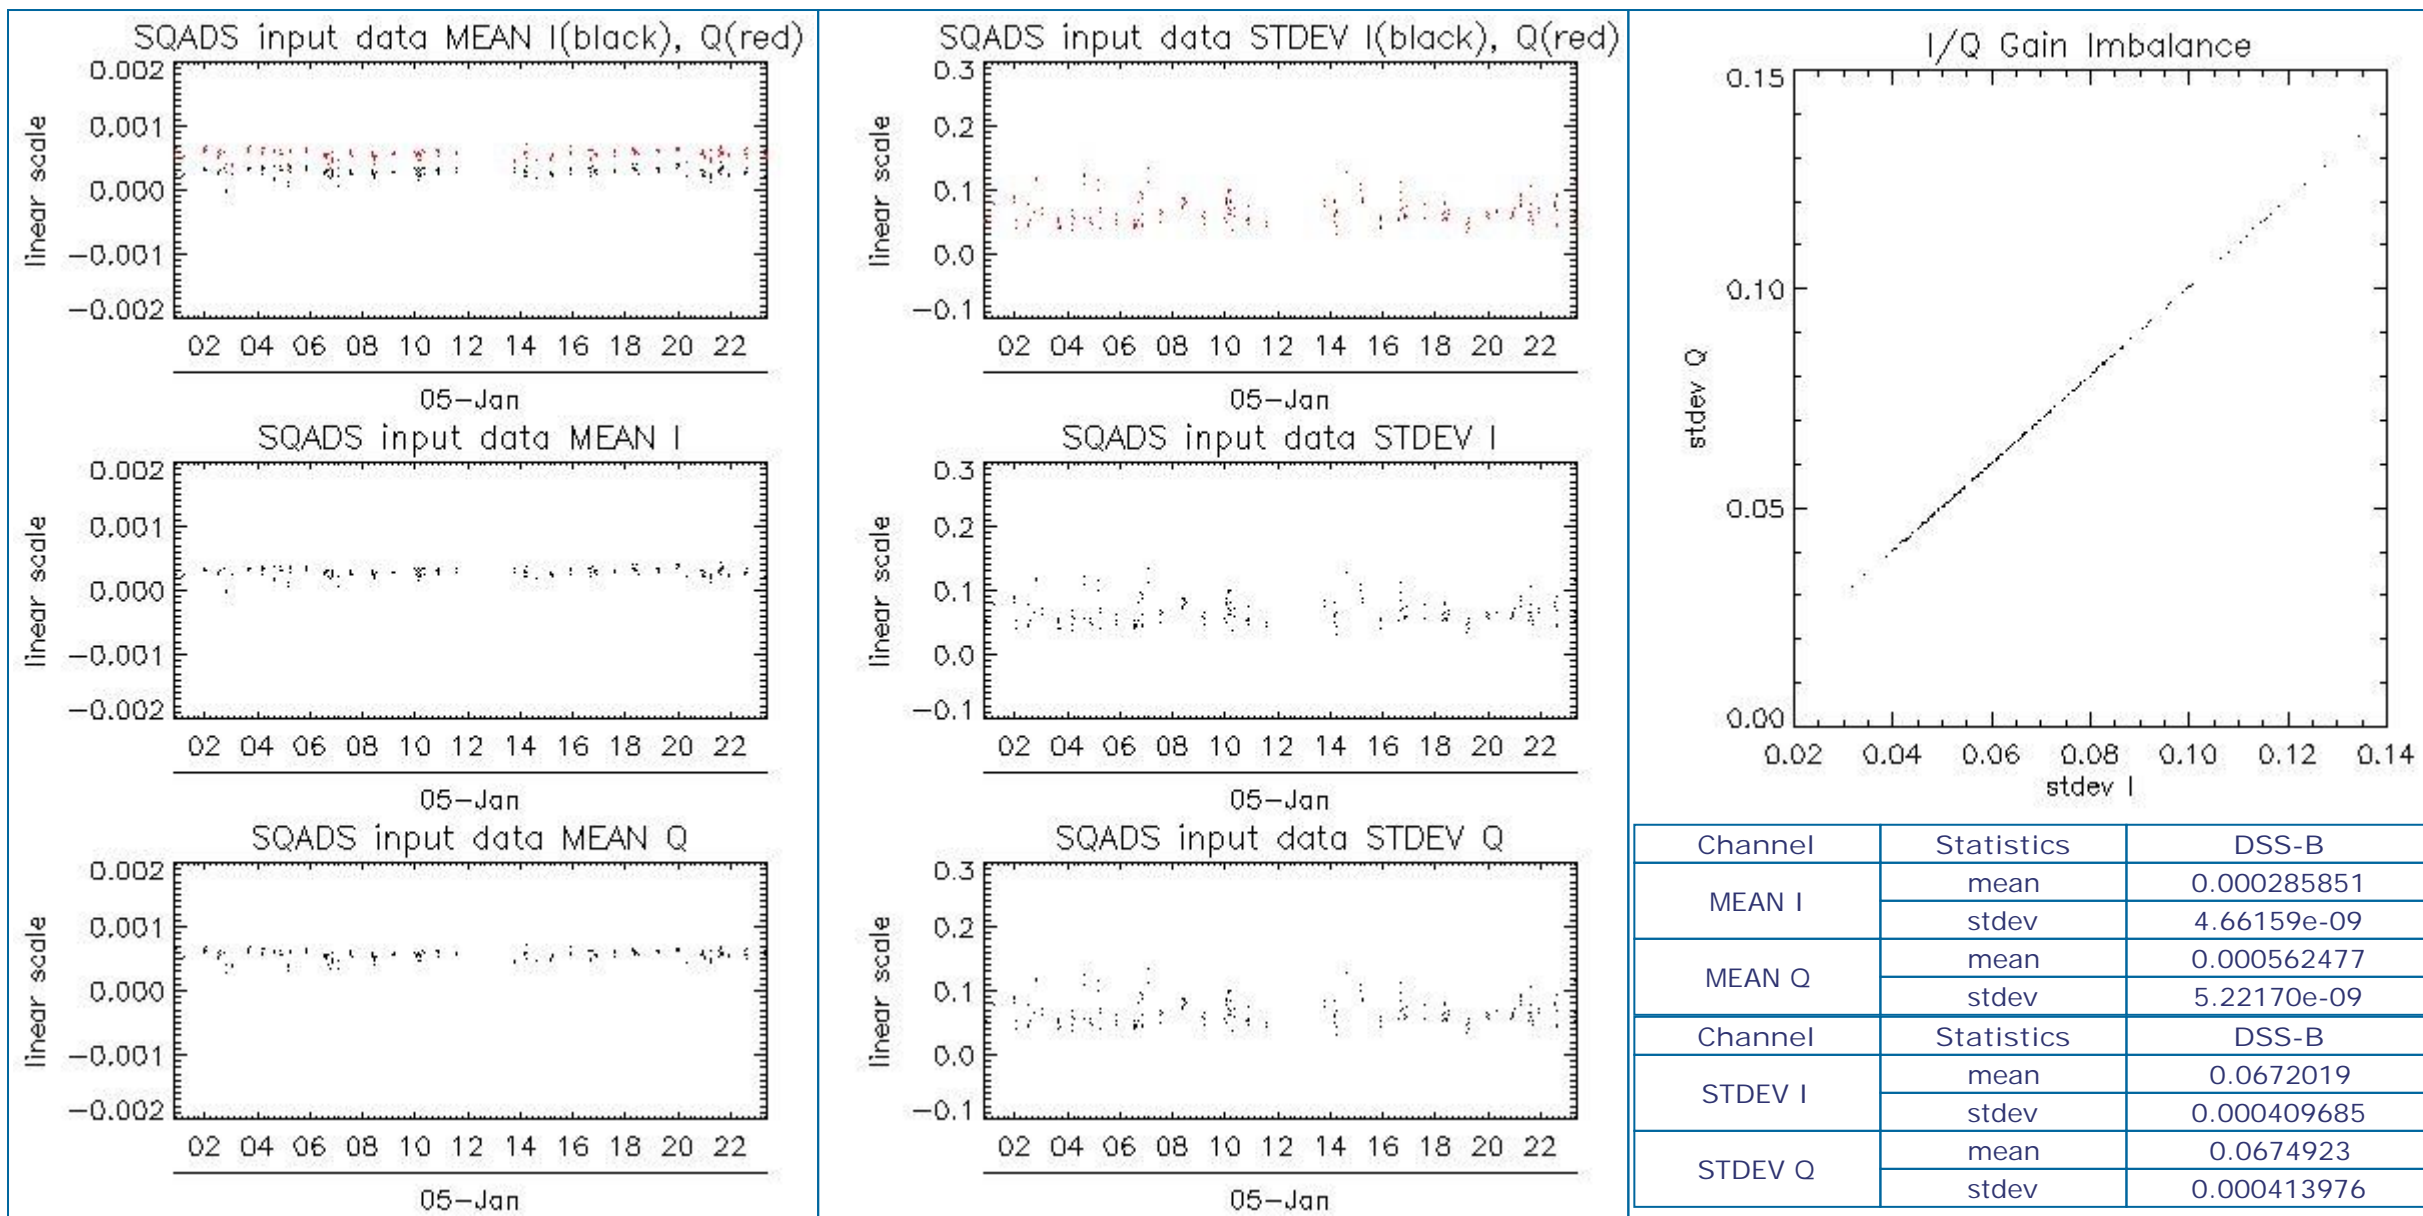 SQADS input data MEAN I(black), Q(red)
0.002
0.001
0.000
-0.001
-0.002
linear scale
02 04 06 08 10 12 14 16 18 20 22
05-Jan
SQADS input data MEAN I
0.002
0.001
0.000
-0.001
-0.002
linear scale
02 04 06 08 10 12 14 16 18 20 22
05-Jan
SQADS input data MEAN Q
0.002
0.001
0.000
-0.001
-0.002
linear scale
02 04 06 08 10 12 14 16 18 20 22
05-Jan
SQADS input data STDEV I(black), Q(red)
0.3
0.2
0.1
0.0
-0.1
linear scale
02 04 06 08 10 12 14 16 18 20 22
05-Jan
SQADS input data STDEV I
0.3
0.2
0.1
0.0
-0.1
linear scale
02 04 06 08 10 12 14 16 18 20 22
05-Jan
SQADS input data STDEV Q
0.3
0.2
0.1
0.0
-0.1
linear scale
02 04 06 08 10 12 14 16 18 20 22
05-Jan
I/Q Gain Imbalance
0.15
0.10
0.05
0.00
stdev Q
0.02 0.04 0.06 0.08 0.10 0.12 0.14
stdev I
Channel Statistics DSS-B
MEAN I mean 0.000285851
stdev 4.66159e-09
MEAN Q mean 0.000562477
stdev 5.22170e-09
Channel Statistics DSS-B
STDEV I mean 0.0672019
stdev 0.000409685
STDEV Q mean 0.0674923
stdev 0.000413976